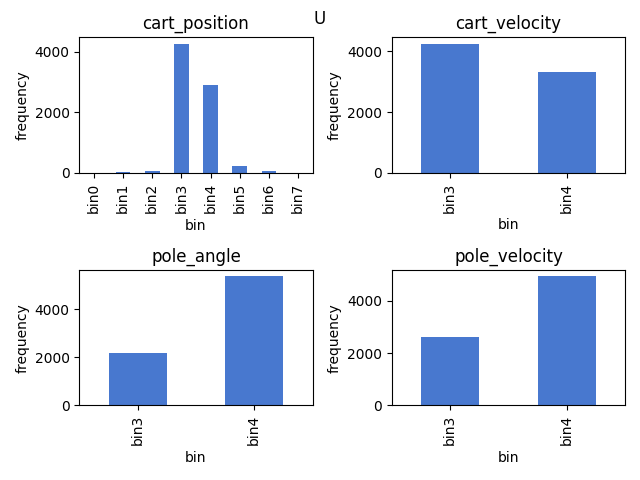 U
cart_position
frequency
4000
2000
0
bin0 bin1 bin2 bin3 bin4 bin5 bin6 bin7
bin
cart_velocity
frequency
4000
2000
0
bin3 bin4
bin
pole_angle
frequency
4000
2000
0
bin3 bin4
bin
pole_velocity
frequency
4000
2000
0
bin3 bin4
bin